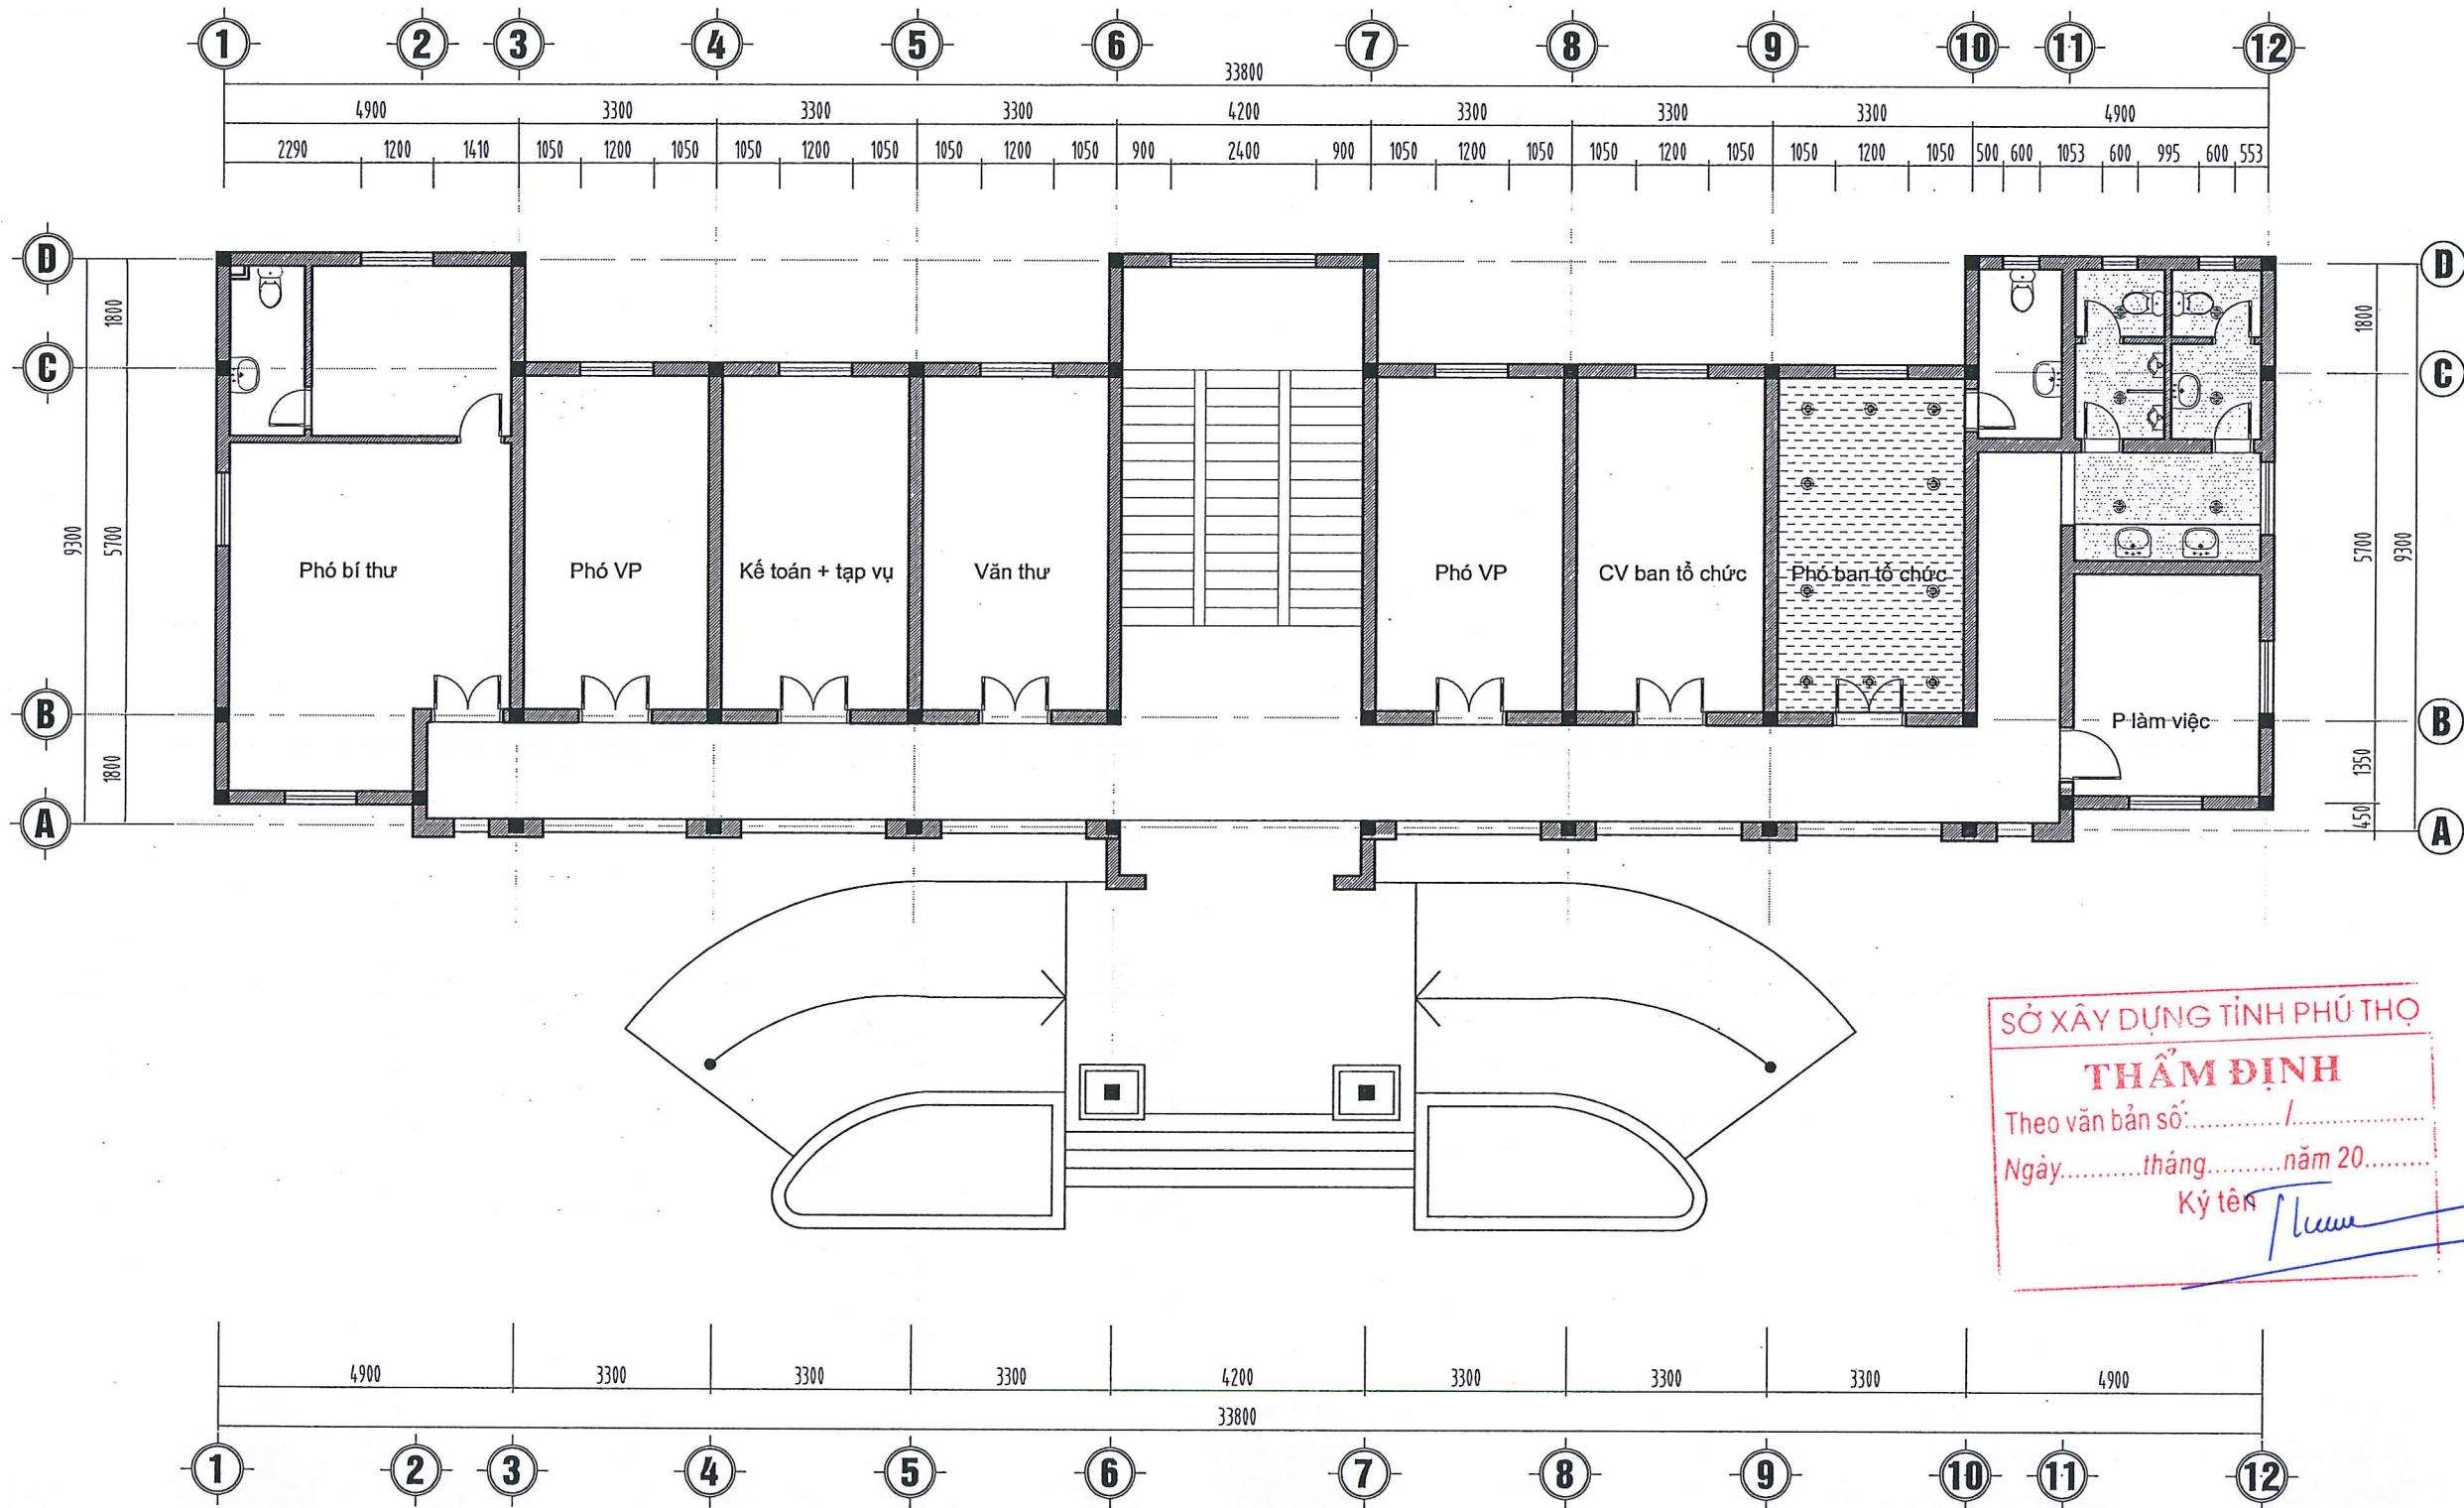 1 2 3 4 5 6 7 8 9 10 11 12
33800
4900 3300 3300 3300 4200 3300 3300 3300 4900
2290 1200 1410 1050 1200 1050 1050 1200 1050 1050 1200 1050 900 2400 900 1050 1200 1050 1050 1200 1050 1050 1200 1050 500 600 1053 600 995 600 553
D D
1800 1800
C C
9300 5700 5700 9300
Phó bí thư Phó VP Kế toán + tạp vụ Văn thư Phó VP CV ban tổ chức Phó ban tổ chức
B P làm việc B
1800 1350
A 450 A
SỞ XÂY DỰNG TỈNH PHÚ THỌ
THẨM ĐỊNH
Theo văn bản số:............/..................
Ngày..........tháng..........năm 20.........
Ký tên
4900 3300 3300 3300 4200 3300 3300 3300 4900
33800
1 2 3 4 5 6 7 8 9 10 11 12